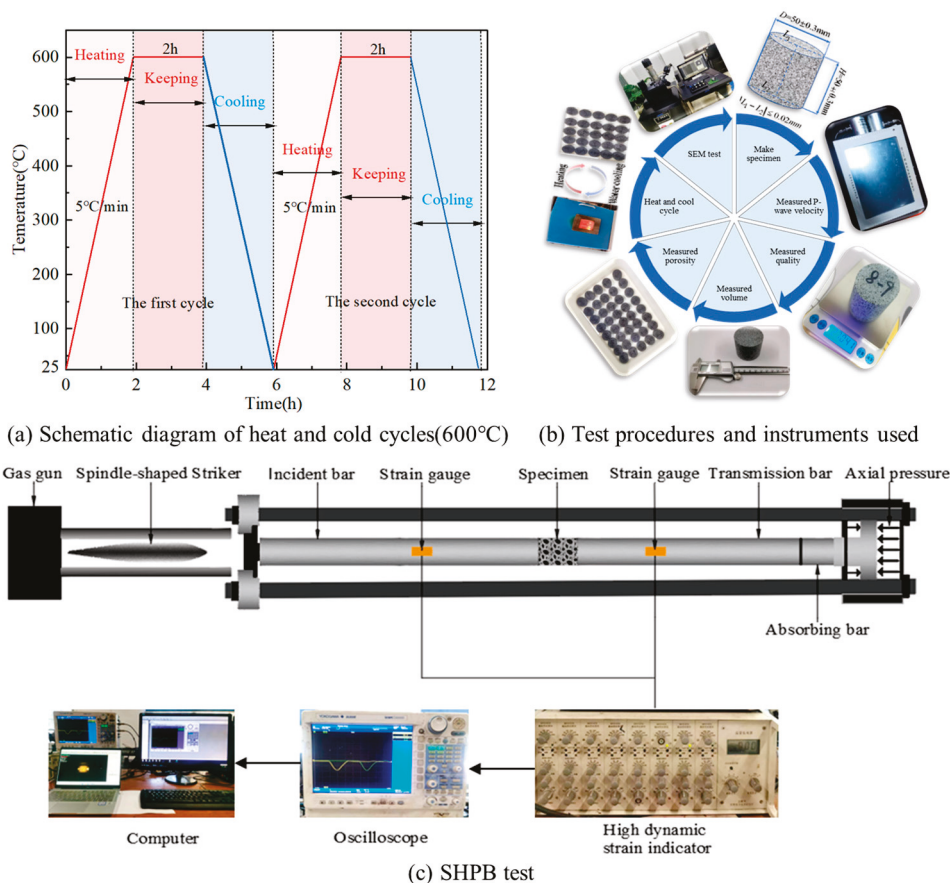 600
500
400
300
200
100
25
Temerature(°C)
Heating
2h
Keeping
Cooling
5°C/min
The first cycle
Heating
2h
Keeping
Cooling
5°C/min
The second cycle
0 2 4 6 8 10 12
Time(h)
(a) Schematic diagram of heat and cold cycles(600°C)
D=50±0.3mm
H=50±0.3mm
SEM test
Make
specimen
Measured P-
wave velocity
Measured
quality
Measured
volume
Measured
porosity
Heat and cool
cycle
Heating
Water cooling
8-9
(b) Test procedures and instruments used
Gas gun
Spindle-shaped Striker
Incident bar
Strain gauge
Specimen
Strain gauge
Transmission bar
Axial pressure
Absorbing bar
Computer
Oscilloscope
High dynamic
strain indicator
(c) SHPB test